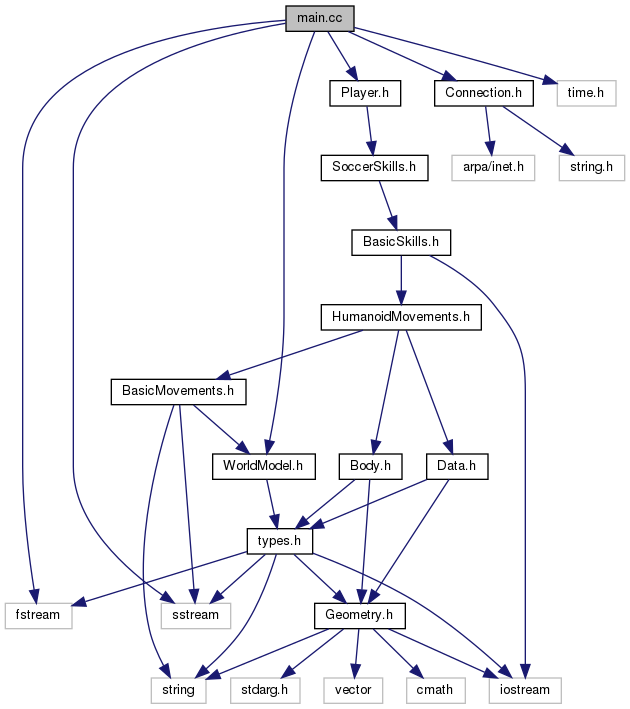 main.cc
Player.h
Connection.h
time.h
SoccerSkills.h
arpa/inet.h
string.h
BasicSkills.h
HumanoidMovements.h
BasicMovements.h
WorldModel.h
Body.h
Data.h
types.h
fstream
sstream
Geometry.h
string
stdarg.h
vector
cmath
iostream